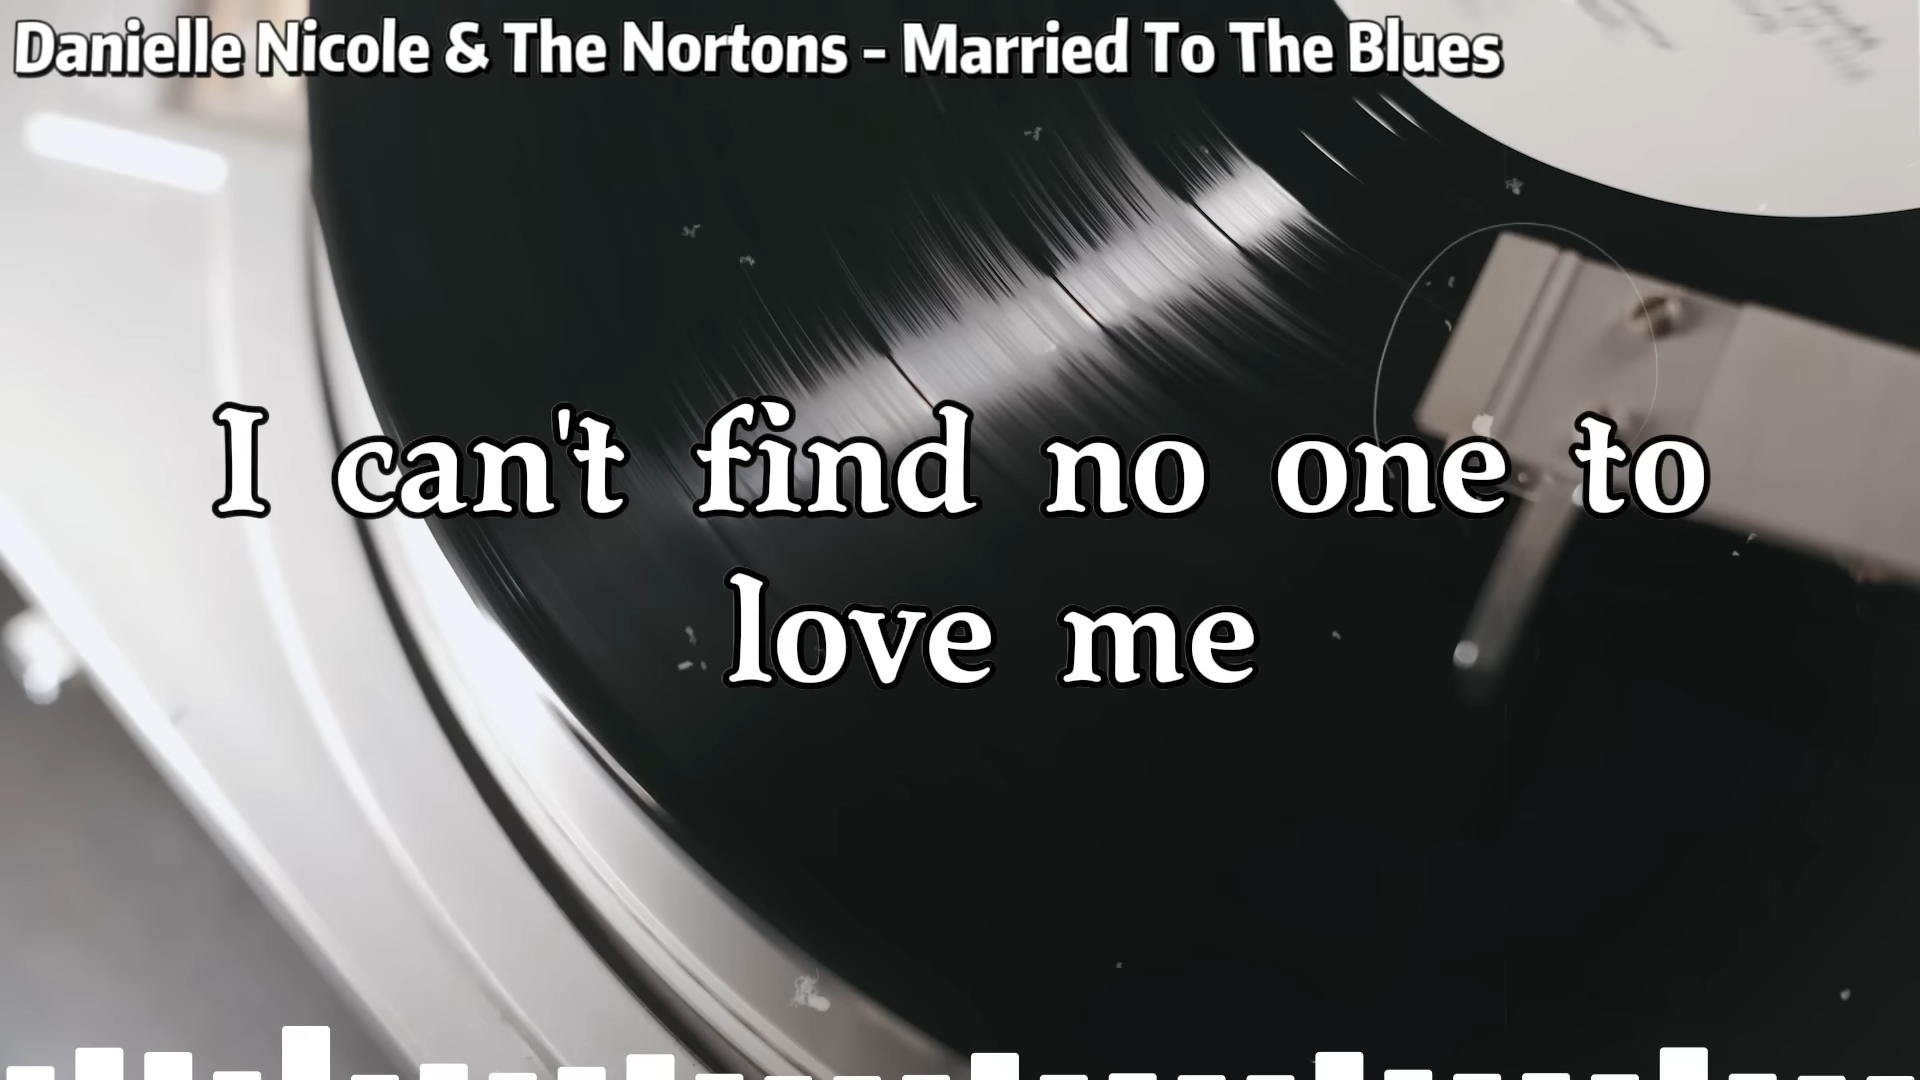 Danielle Nicole & The Nortons - Married To The Blues
I can't find no one to
love me